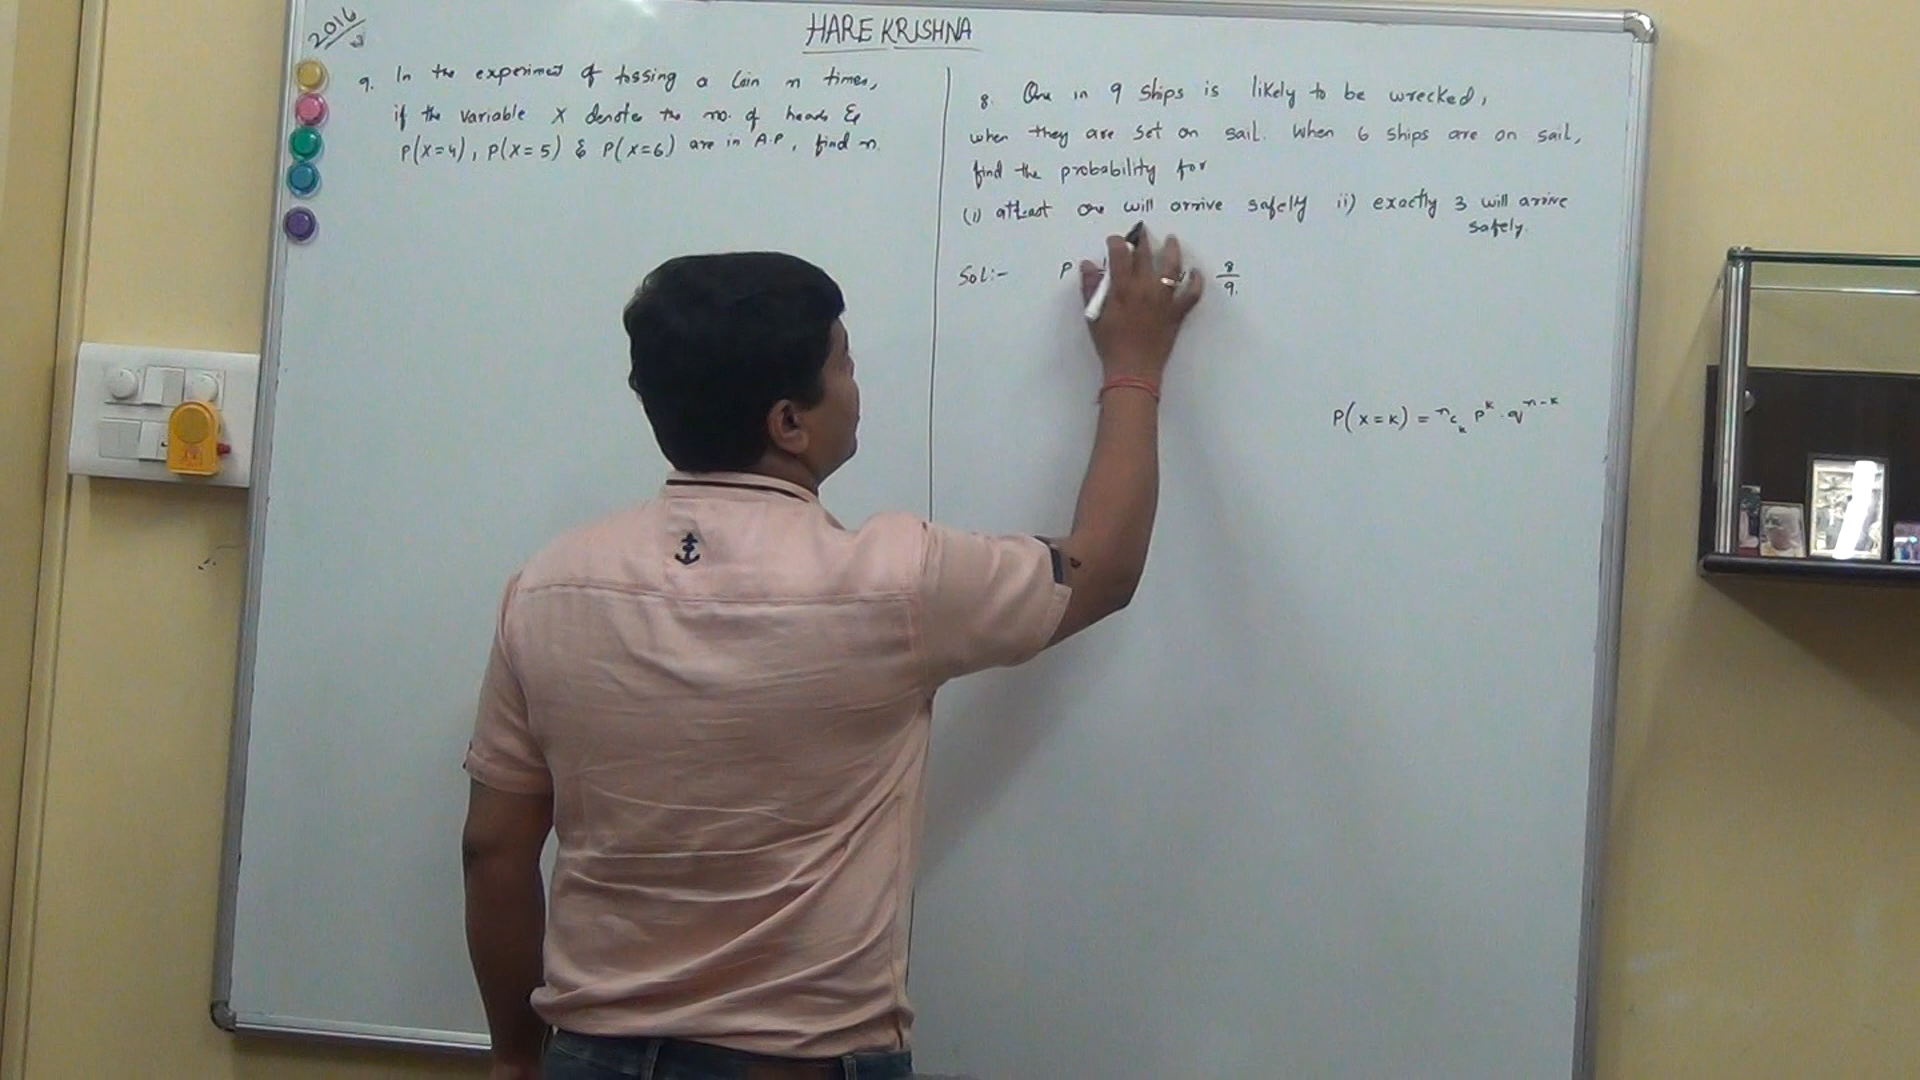 2016
HARE KRISHNA
9. In the experiment of tossing a Coin n times,
if the variable X denotes the no. of heads &
P(X=4), P(X=5) & P(X=6) are in A.P, find n.
8. One in 9 ships is likely to be wrecked,
when they are set on sail. When 6 ships are on sail,
find the probability for
(i) atleast one will arrive safely ii) exactly 3 will arrive
safely.
Sol:- P 8/9.
P(x=k) = ⁿcₖ pᵏ · qⁿ⁻ᵏ